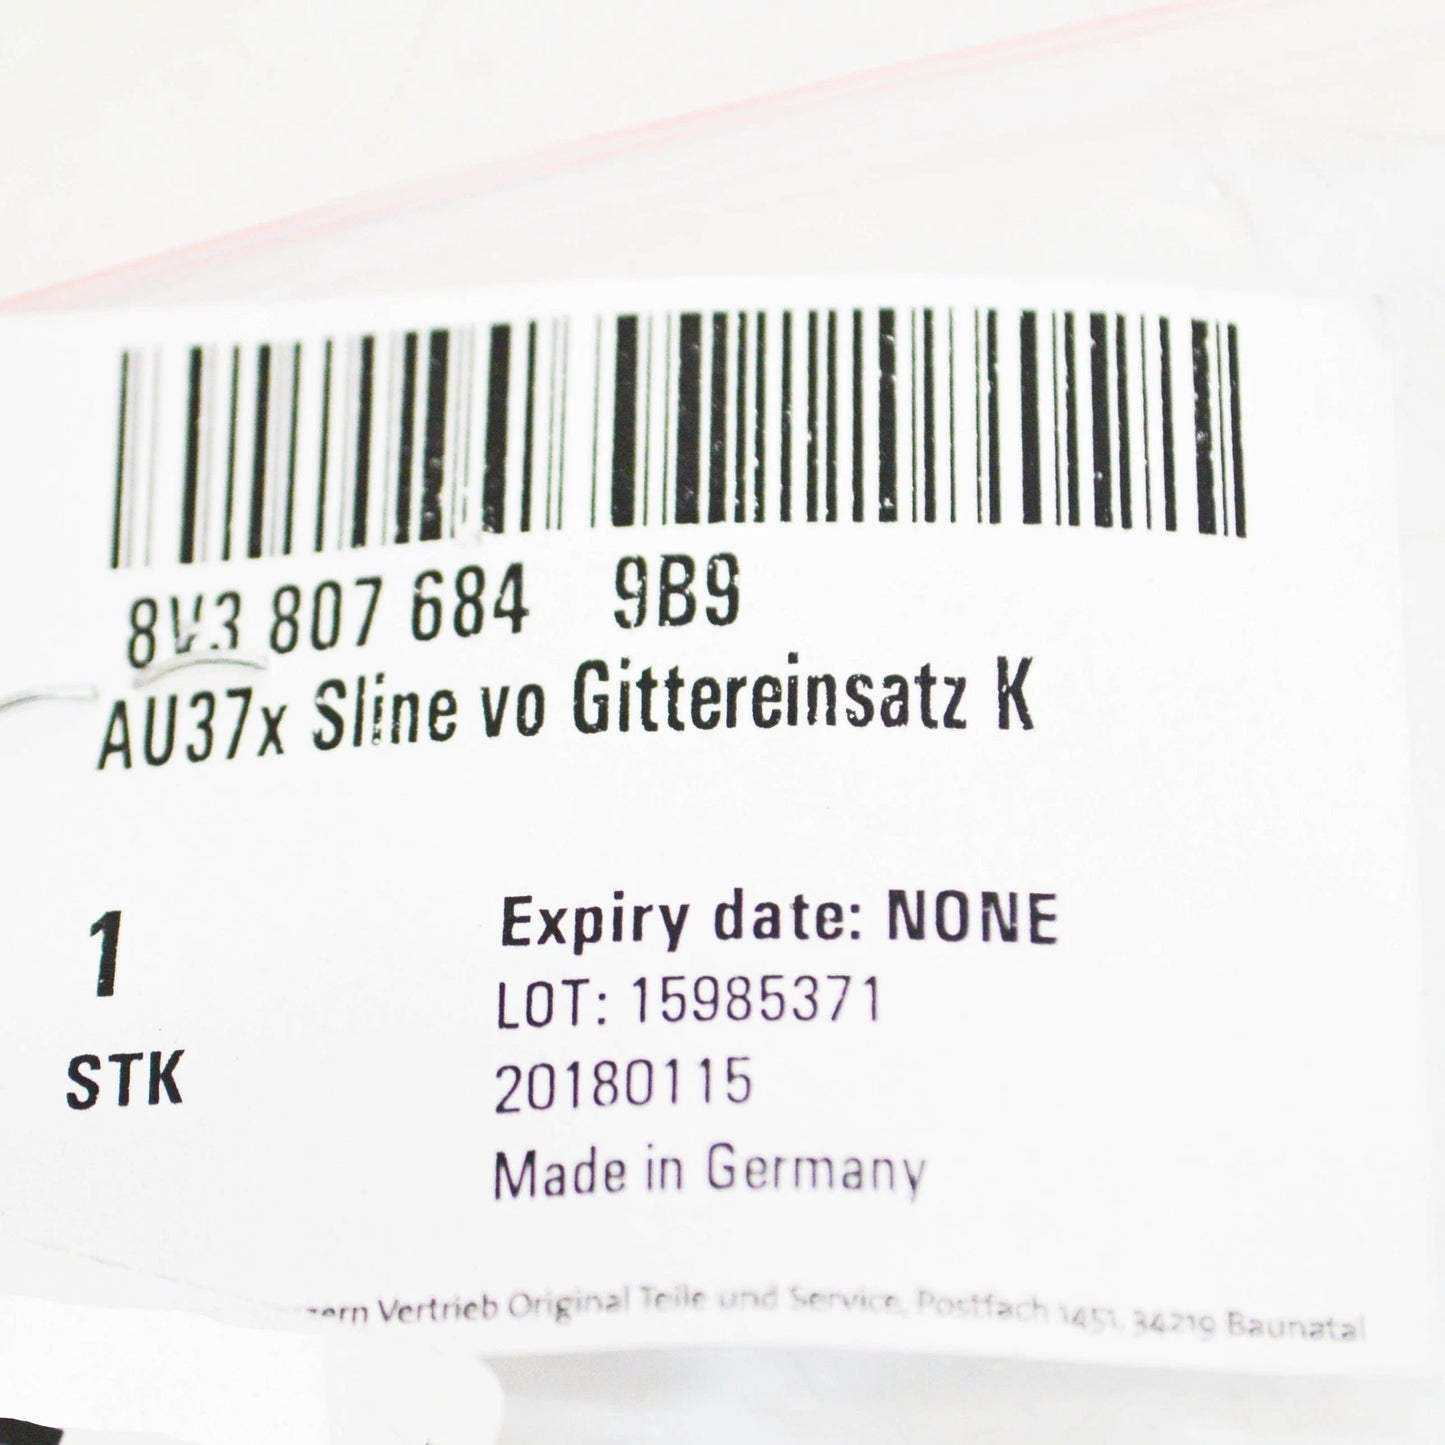 8V3 807 684 9B9
AU37x Sline vo Gittereinsatz K
1
STK
Expiry date: NONE
LOT: 15985371
20180115
Made in Germany
Vertrieb Original Teile und Service, Postfach 1451, 34219 Baunatal